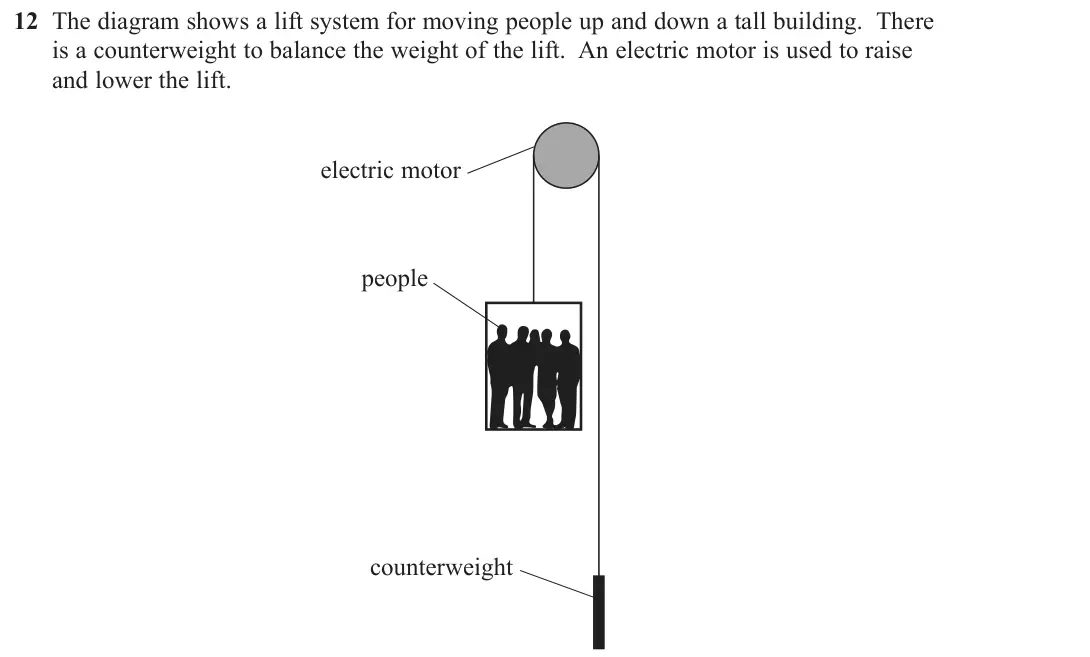 12 The diagram shows a lift system for moving people up and down a tall building. There
is a counterweight to balance the weight of the lift. An electric motor is used to raise
and lower the lift.
electric motor
people
counterweight